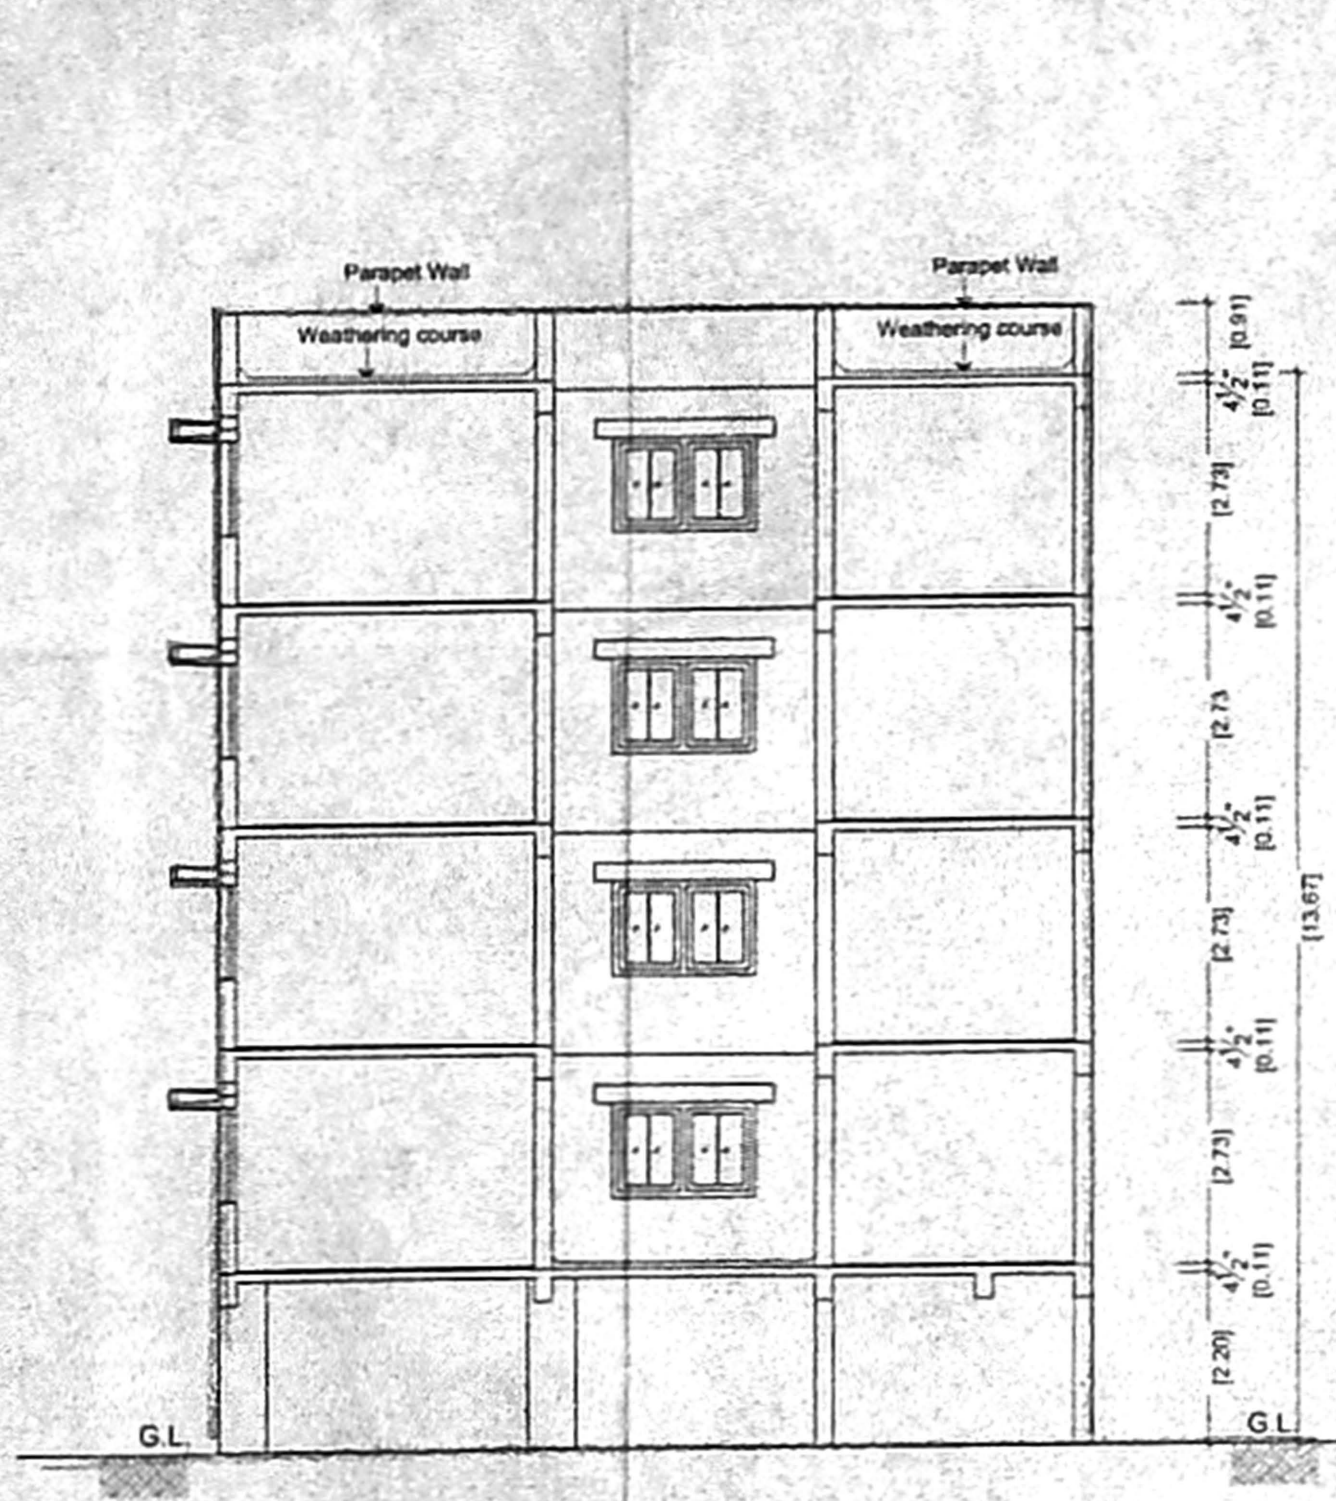 Parapet Wall
Parapet Wall
Weathering course
Weathering course
[0.91]
4½"
[0.11]
[2.73]
4½"
[0.11]
[2.73
4½"
[0.11]
[2.73]
[13.67]
4½"
[0.11]
[2.73]
4½"
[0.11]
[2.20]
G.L.
G.L.